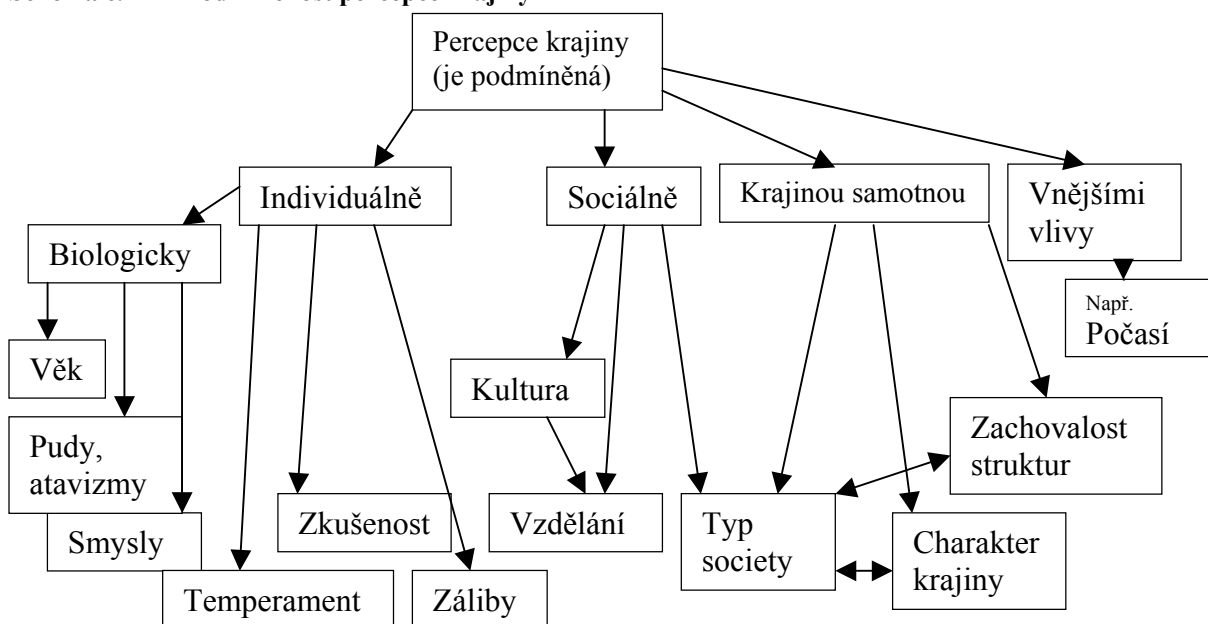 Percepce krajiny
(je podmíněná)
Individuálně
Sociálně
Krajinou samotnou
Vnějšími
vlivy
Biologicky
Např.
Počasí
Věk
Kultura
Pudy,
atavizmy
Zachovalost
struktur
Smysly
Zkušenost
Vzdělání
Typ
society
Charakter
krajiny
Temperament
Záliby